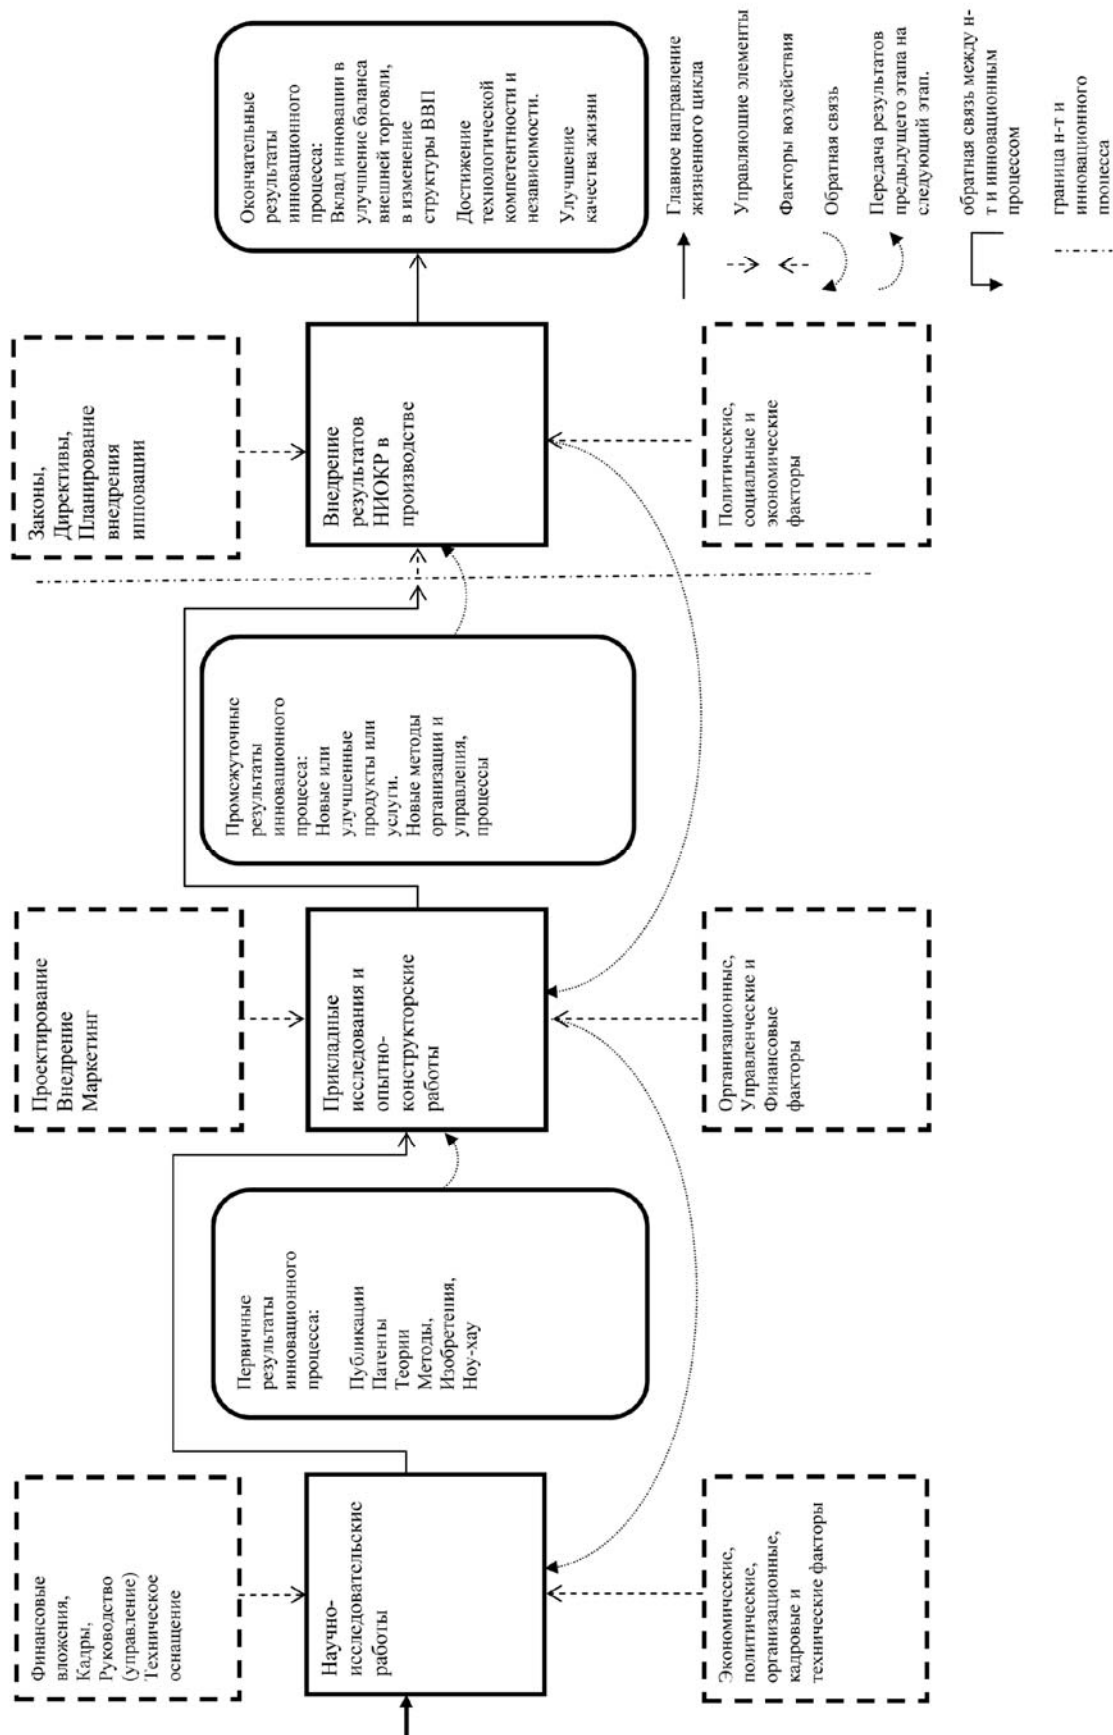 Финансовые
вложения,
Кадры,
Руководство
(управление)
Техническое
оснащение
Проектирование
Внедрение
Маркетинг
Законы,
Директивы,
Планирование
внедрения
инновации
Первичные
результаты
инновационного
процесса:
Публикации
Патенты
Теории
Методы,
Изобретения,
Ноу-хау
Промежуточные
результаты
инновационного
процесса:
Новые или
улучшенные
продукты или
услуги.
Новые методы
организации и
управления,
процессы
Окончательные
результаты
инновационного
процесса:
Вклад инновации в
улучшение баланса
внешней торговли,
в изменение
структуры ВВП
Достижение
технологической
компетентности и
независимости.
Улучшение
качества жизни
Научно-
исследовательские
работы
Прикладные
исследования и
опытно-
конструкторские
работы
Внедрение
результатов
НИОКР в
производстве
Экономические,
политические,
организационные,
кадровые и
технические факторы
Организационные,
Управленческие и
Финансовые
факторы
Политические,
социальные и
экономические
факторы
Главное направление
жизненного цикла
Управляющие элементы
Факторы воздействия
Обратная связь
Передача результатов
предыдущего этапа на
следующий этап.
обратная связь между н-
т и инновационным
процессом
граница н-т и
инновационного
процесса